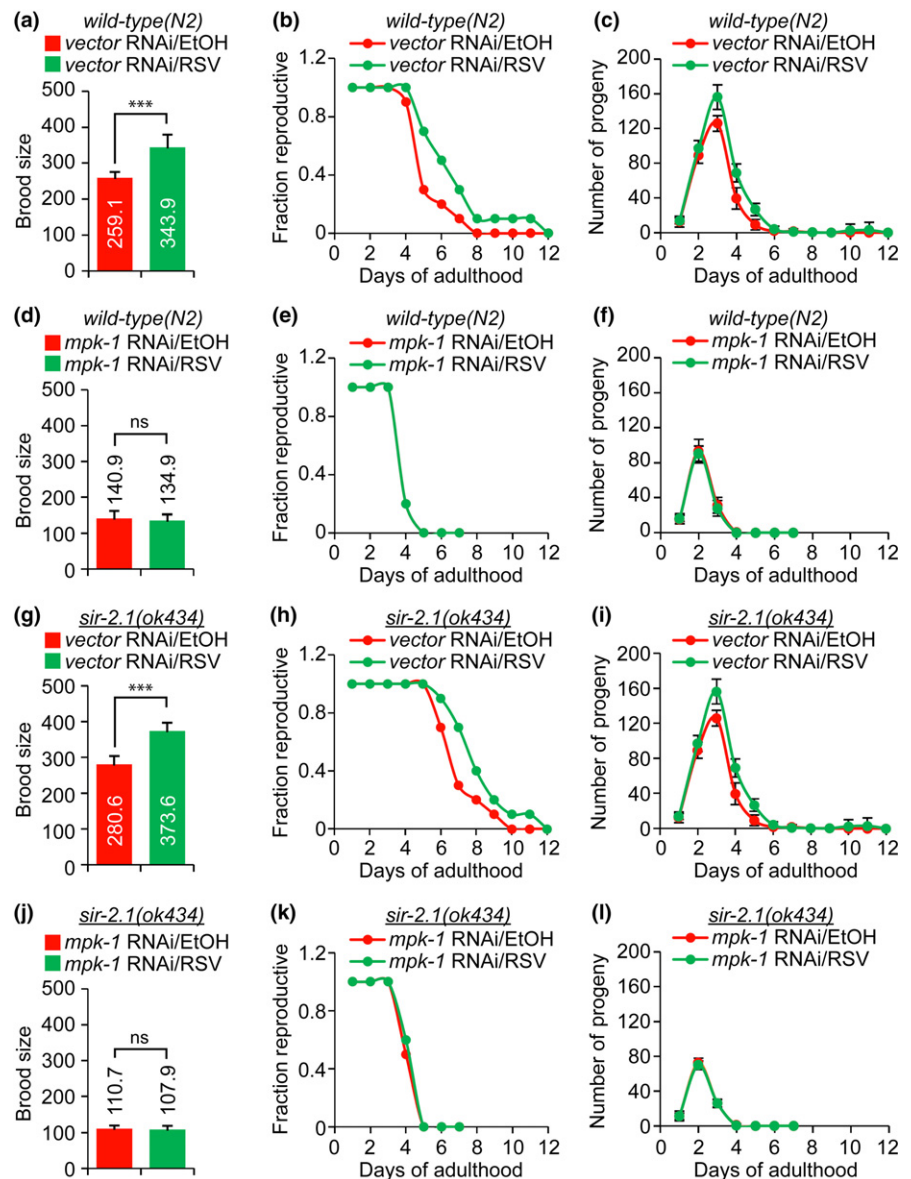 (a) wild-type(N2)
vector RNAi/EtOH
vector RNAi/RSV
500
400
300
200
100
0
Brood size
***
259.1
343.9
(b) wild-type(N2)
vector RNAi/EtOH
vector RNAi/RSV
1.2
0.8
0.4
0
Fraction reproductive
0 2 4 6 8 10 12
Days of adulthood
(c) wild-type(N2)
vector RNAi/EtOH
vector RNAi/RSV
200
160
120
80
40
0
Number of progeny
0 2 4 6 8 10 12
Days of adulthood
(d) wild-type(N2)
mpk-1 RNAi/EtOH
mpk-1 RNAi/RSV
500
400
300
200
100
0
Brood size
ns
140.9
134.9
(e) wild-type(N2)
mpk-1 RNAi/EtOH
mpk-1 RNAi/RSV
1.2
0.8
0.4
0
Fraction reproductive
0 2 4 6 8 10 12
Days of adulthood
(f) wild-type(N2)
mpk-1 RNAi/EtOH
mpk-1 RNAi/RSV
200
160
120
80
40
0
Number of progeny
0 2 4 6 8 10 12
Days of adulthood
(g) sir-2.1(ok434)
vector RNAi/EtOH
vector RNAi/RSV
500
400
300
200
100
0
Brood size
***
280.6
373.6
(h) sir-2.1(ok434)
vector RNAi/EtOH
vector RNAi/RSV
1.2
0.8
0.4
0
Fraction reproductive
0 2 4 6 8 10 12
Days of adulthood
(i) sir-2.1(ok434)
vector RNAi/EtOH
vector RNAi/RSV
200
160
120
80
40
0
Number of progeny
0 2 4 6 8 10 12
Days of adulthood
(j) sir-2.1(ok434)
mpk-1 RNAi/EtOH
mpk-1 RNAi/RSV
500
400
300
200
100
0
Brood size
ns
110.7
107.9
(k) sir-2.1(ok434)
mpk-1 RNAi/EtOH
mpk-1 RNAi/RSV
1.2
0.8
0.4
0
Fraction reproductive
0 2 4 6 8 10 12
Days of adulthood
(l) sir-2.1(ok434)
mpk-1 RNAi/EtOH
mpk-1 RNAi/RSV
200
160
120
80
40
0
Number of progeny
0 2 4 6 8 10 12
Days of adulthood